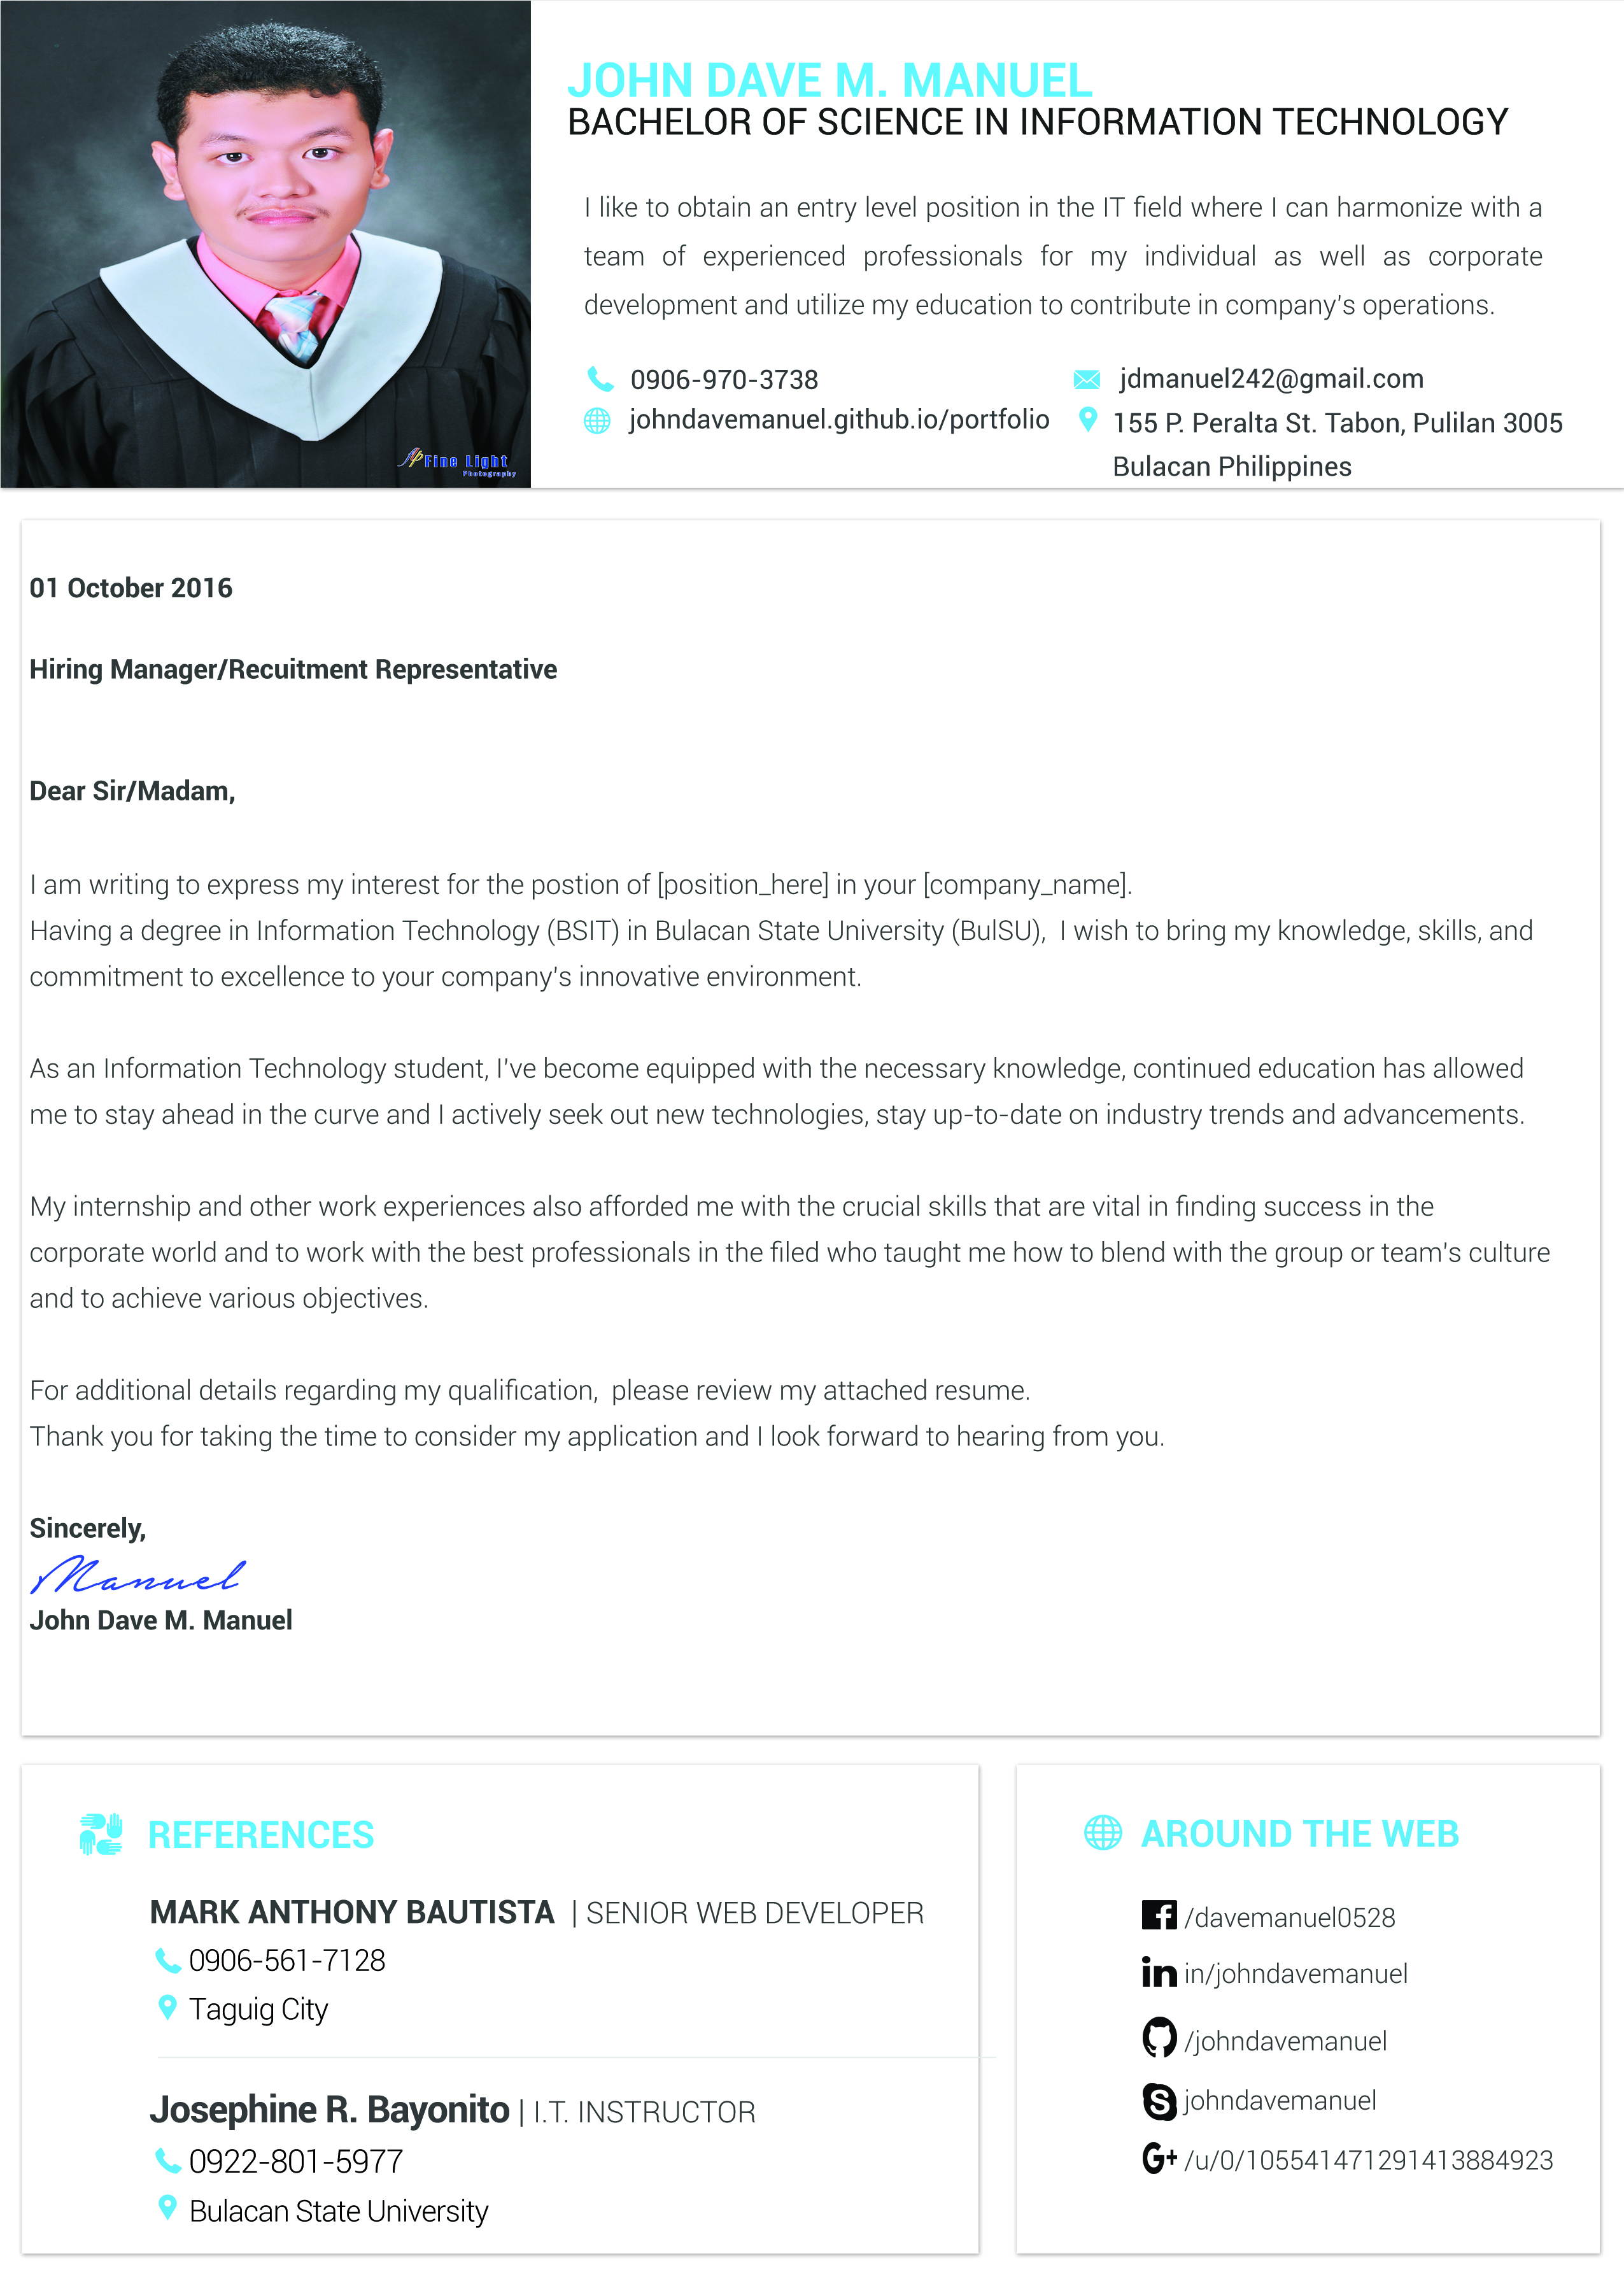 JOHN DAVE M. MANUEL
BACHELOR OF SCIENCE IN INFORMATION TECHNOLOGY
I like to obtain an entry level position in the IT field where I can harmonize with a
team of experienced professionals for my individual as well as corporate
development and utilize my education to contribute in company's operations.
0906-970-3738
jdmanuel242@gmail.com
johndavemanuel.github.io/portfolio
155 P. Peralta St. Tabon, Pulilan 3005
Bulacan Philippines
Fine Light
Photography
01 October 2016
Hiring Manager/Recuitment Representative
Dear Sir/Madam,
I am writing to express my interest for the postion of [position_here] in your [company_name].
Having a degree in Information Technology (BSIT) in Bulacan State University (BulSU),  I wish to bring my knowledge, skills, and
commitment to excellence to your company's innovative environment.
As an Information Technology student, I've become equipped with the necessary knowledge, continued education has allowed
me to stay ahead in the curve and I actively seek out new technologies, stay up-to-date on industry trends and advancements.
My internship and other work experiences also afforded me with the crucial skills that are vital in finding success in the
corporate world and to work with the best professionals in the filed who taught me how to blend with the group or team's culture
and to achieve various objectives.
For additional details regarding my qualification,  please review my attached resume.
Thank you for taking the time to consider my application and I look forward to hearing from you.
Sincerely,
Manuel
John Dave M. Manuel
REFERENCES
MARK ANTHONY BAUTISTA | SENIOR WEB DEVELOPER
0906-561-7128
Taguig City
Josephine R. Bayonito | I.T. INSTRUCTOR
0922-801-5977
Bulacan State University
AROUND THE WEB
/davemanuel0528
in/johndavemanuel
/johndavemanuel
johndavemanuel
G+ /u/0/105541471291413884923